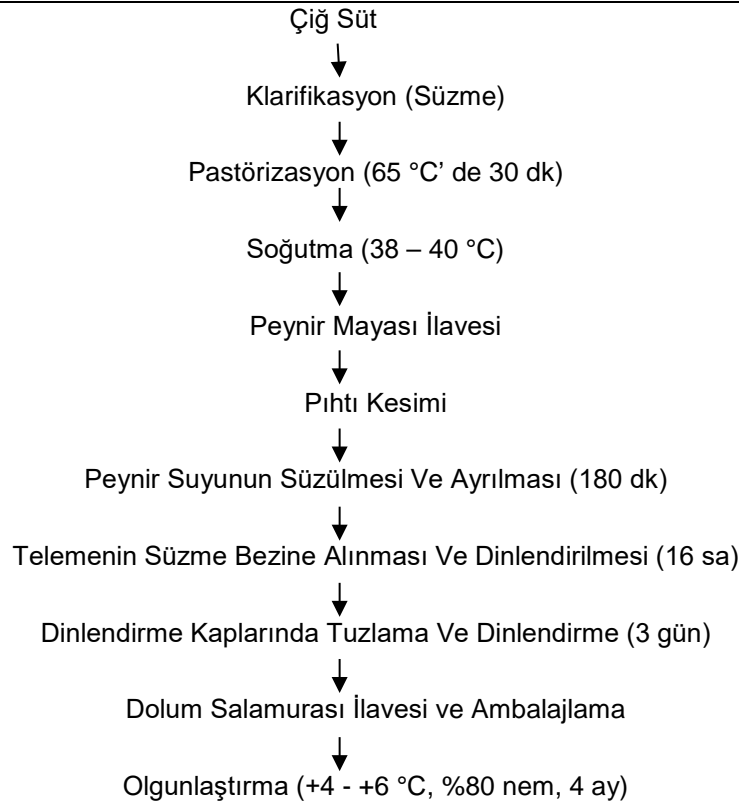 Çiğ Süt
Klarifikasyon (Süzme)
Pastörizasyon (65 °C’ de 30 dk)
Soğutma (38 – 40 °C)
Peynir Mayası İlavesi
Pıhtı Kesimi
Peynir Suyunun Süzülmesi Ve Ayrılması (180 dk)
Telemenin Süzme Bezine Alınması Ve Dinlendirilmesi (16 sa)
Dinlendirme Kaplarında Tuzlama Ve Dinlendirme (3 gün)
Dolum Salamurası İlavesi ve Ambalajlama
Olgunlaştırma (+4 - +6 °C, %80 nem, 4 ay)